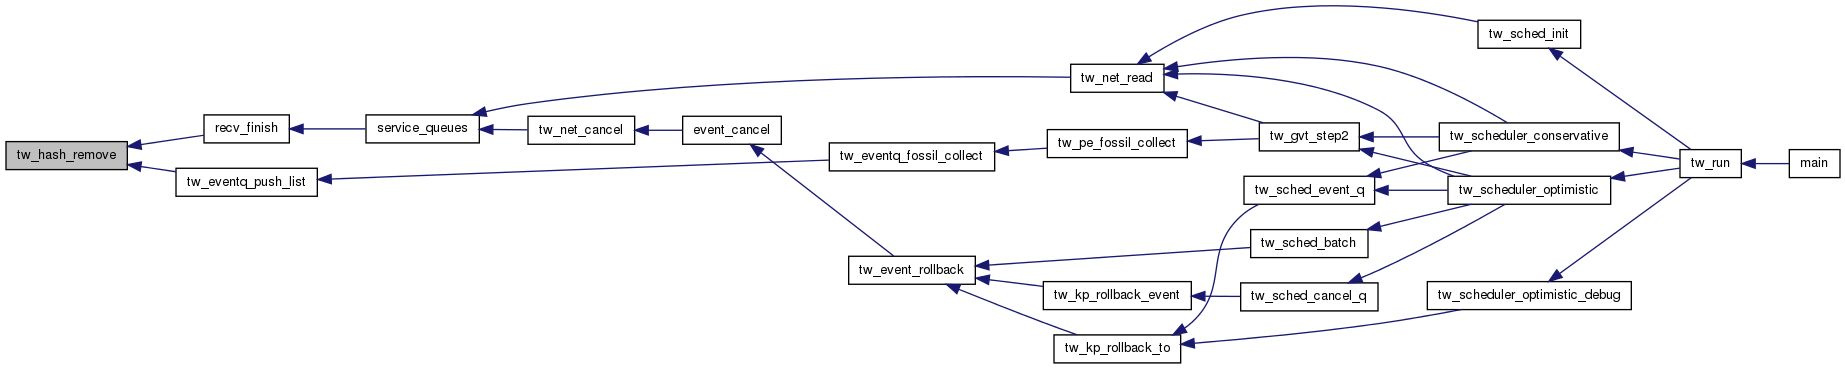 tw_hash_remove
recv_finish
tw_eventq_push_list
service_queues
tw_net_cancel
event_cancel
tw_eventq_fossil_collect
tw_event_rollback
tw_net_read
tw_pe_fossil_collect
tw_kp_rollback_event
tw_kp_rollback_to
tw_gvt_step2
tw_sched_event_q
tw_sched_batch
tw_sched_cancel_q
tw_sched_init
tw_scheduler_conservative
tw_scheduler_optimistic
tw_scheduler_optimistic_debug
tw_run
main